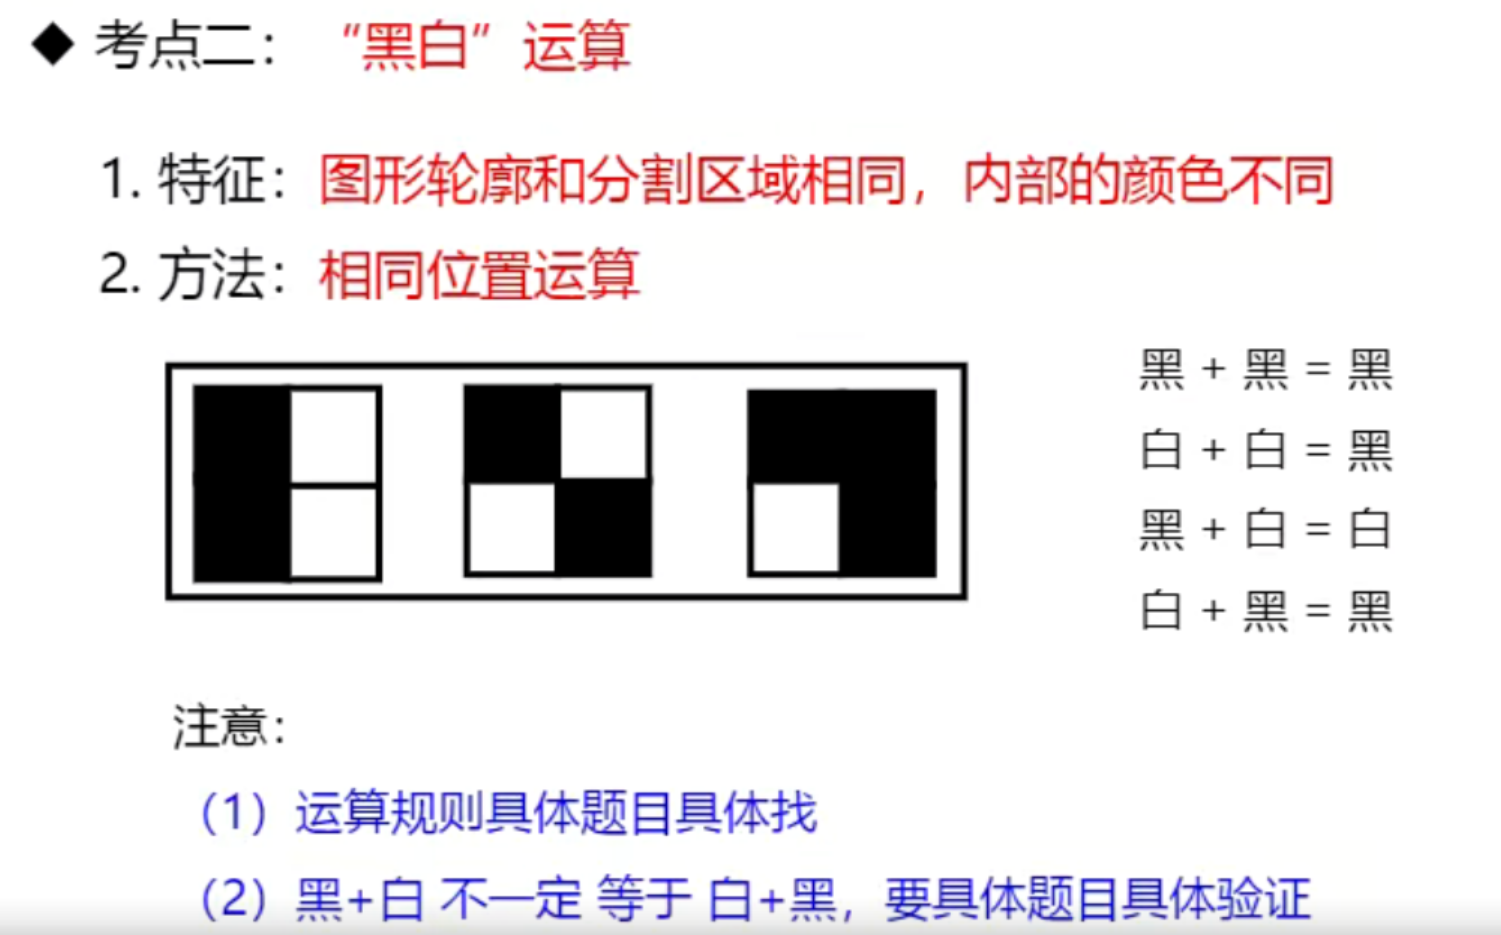 ◆ 考点二：“黑白”运算
1. 特征：图形轮廓和分割区域相同，内部的颜色不同
2. 方法：相同位置运算
黑 + 黑 = 黑
白 + 白 = 黑
黑 + 白 = 白
白 + 黑 = 黑
注意：
（1）运算规则具体题目具体找
（2）黑+白 不一定 等于 白+黑，要具体题目具体验证